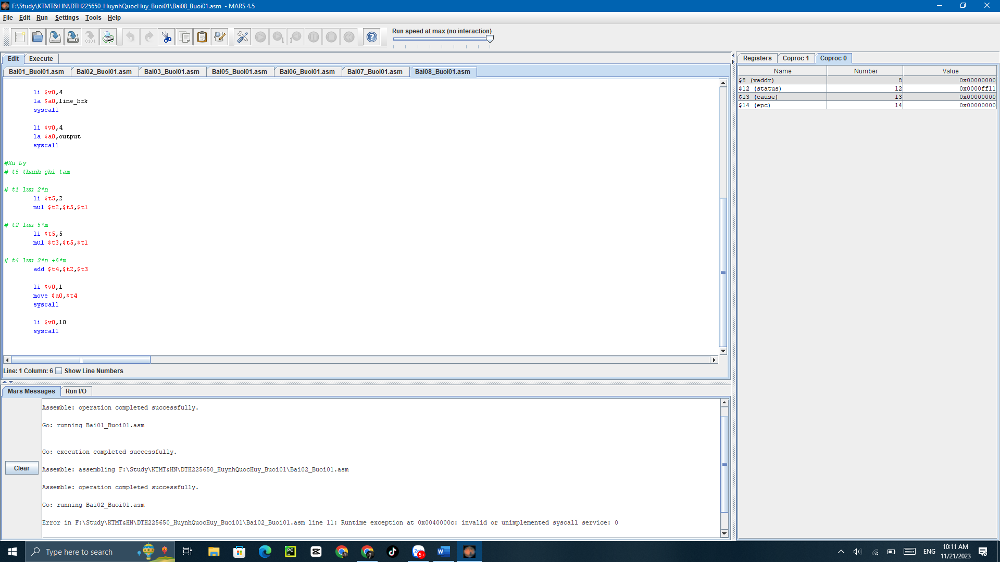 F:\Study\KTMT&HN\DTH225650_HuynhQuocHuy_Buoi01\Bai08_Buoi01.asm - MARS 4.5
File Edit Run Settings Tools Help
Run speed at max (no interaction)
Edit Execute
Bai01_Buoi01.asm Bai02_Buoi01.asm Bai03_Buoi01.asm Bai05_Buoi01.asm Bai06_Buoi01.asm Bai07_Buoi01.asm Bai08_Buoi01.asm
li $v0,4
la $a0,line_brk
syscall
li $v0,4
la $a0,output
syscall
#Xu Ly
# t5 thanh ghi tam
# t1 luu 2*n
li $t5,2
mul $t2,$t5,$t1
# t2 luu 5*m
li $t5,5
mul $t3,$t5,$t1
# t4 luu 2*n +5*m
add $t4,$t2,$t3
li $v0,1
move $a0,$t4
syscall
li $v0,10
syscall
Line: 1 Column: 6 Show Line Numbers
Registers Coproc 1 Coproc 0
Name Number Value
$8 (vaddr) 8 0x00000000
$12 (status) 12 0x0000ff11
$13 (cause) 13 0x00000000
$14 (epc) 14 0x00000000
Mars Messages Run I/O
Clear
Assemble: operation completed successfully.
Go: running Bai01_Buoi01.asm
Go: execution completed successfully.
Assemble: assembling F:\Study\KTMT&HN\DTH225650_HuynhQuocHuy_Buoi01\Bai02_Buoi01.asm
Assemble: operation completed successfully.
Go: running Bai02_Buoi01.asm
Error in F:\Study\KTMT&HN\DTH225650_HuynhQuocHuy_Buoi01\Bai02_Buoi01.asm line 11: Runtime exception at 0x0040000c: invalid or unimplemented syscall service: 0
Type here to search
ENG
10:11 AM
11/21/2023